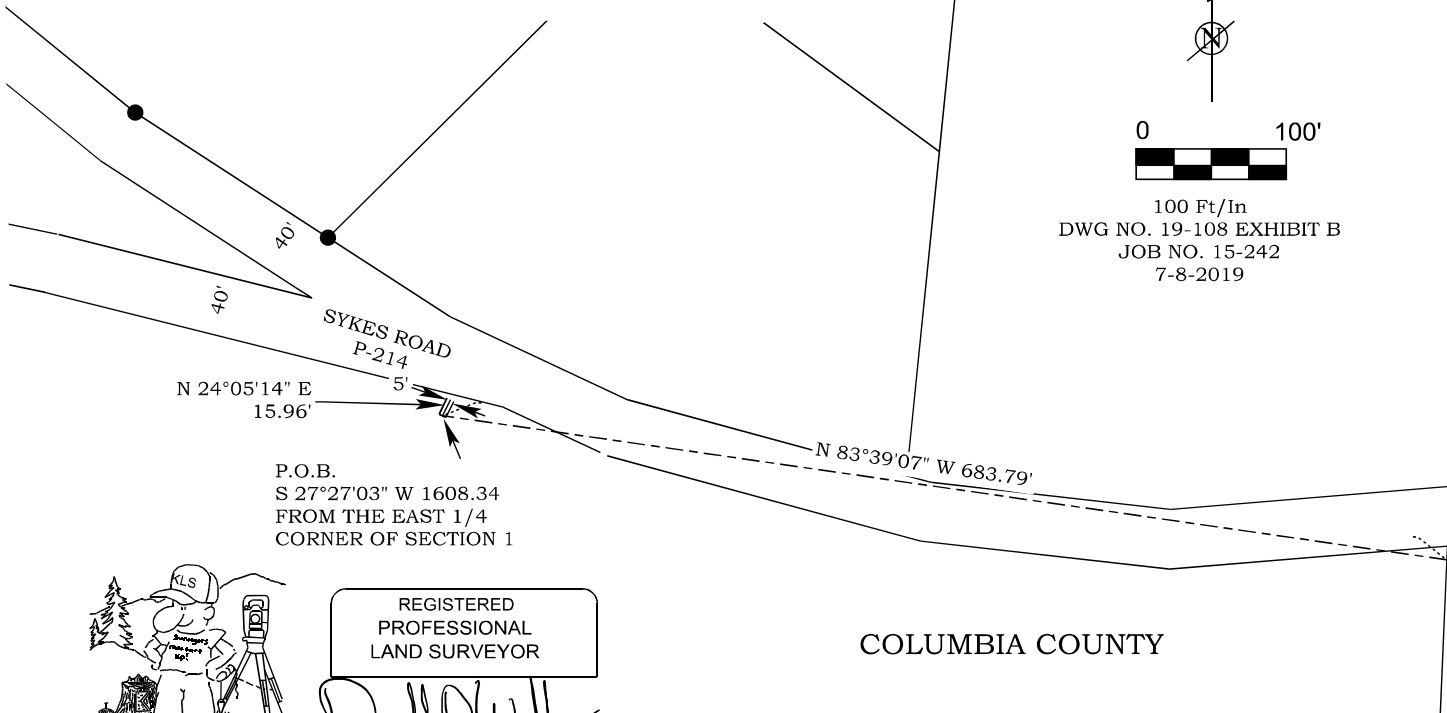 N
0 100'
100 Ft/In
DWG NO. 19-108 EXHIBIT B
JOB NO. 15-242
7-8-2019
40'
40'
SYKES ROAD
P-214
5'
N 24°05'14" E
15.96'
N 83°39'07" W 683.79'
P.O.B.
S 27°27'03" W 1608.34
FROM THE EAST 1/4
CORNER OF SECTION 1
KLS
REGISTERED
PROFESSIONAL
LAND SURVEYOR
COLUMBIA COUNTY